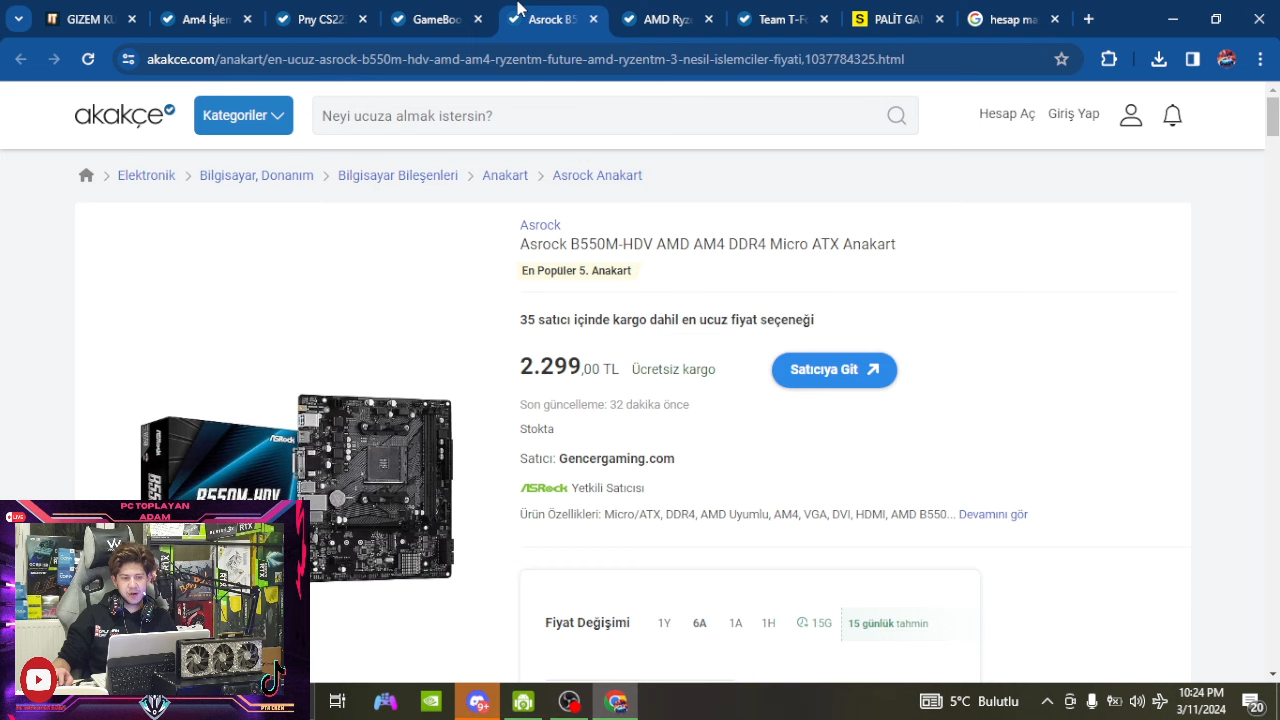 GIZEM KU
Am4 İşlen
Pny CS22
GameBoo
Asrock B5
AMD Ryz
Team T-F
PALİT GAI
hesap ma
akakce.com/anakart/en-ucuz-asrock-b550m-hdv-amd-am4-ryzentm-future-amd-ryzentm-3-nesil-islemciler-fiyati,1037784325.html
akakçe
Kategoriler
Neyi ucuza almak istersin?
Hesap Aç
Giriş Yap
Elektronik
Bilgisayar, Donanım
Bilgisayar Bileşenleri
Anakart
Asrock Anakart
Asrock
Asrock B550M-HDV AMD AM4 DDR4 Micro ATX Anakart
En Popüler 5. Anakart
35 satıcı içinde kargo dahil en ucuz fiyat seçeneği
2.299,00 TL Ücretsiz kargo
Satıcıya Git
Son güncelleme: 32 dakika önce
Stokta
Satıcı: Gencergaming.com
ASRock Yetkili Satıcısı
Ürün Özellikleri: Micro/ATX, DDR4, AMD Uyumlu, AM4, VGA, DVI, HDMI, AMD B550... Devamını gör
Fiyat Değişimi
1Y
6A
1A
1H
15G
15 günlük tahmin
ASRock
B550M-HDV
LIVE
PC TOPLAYAN
ADAM
5°C Bulutlu
10:24 PM
3/11/2024
20